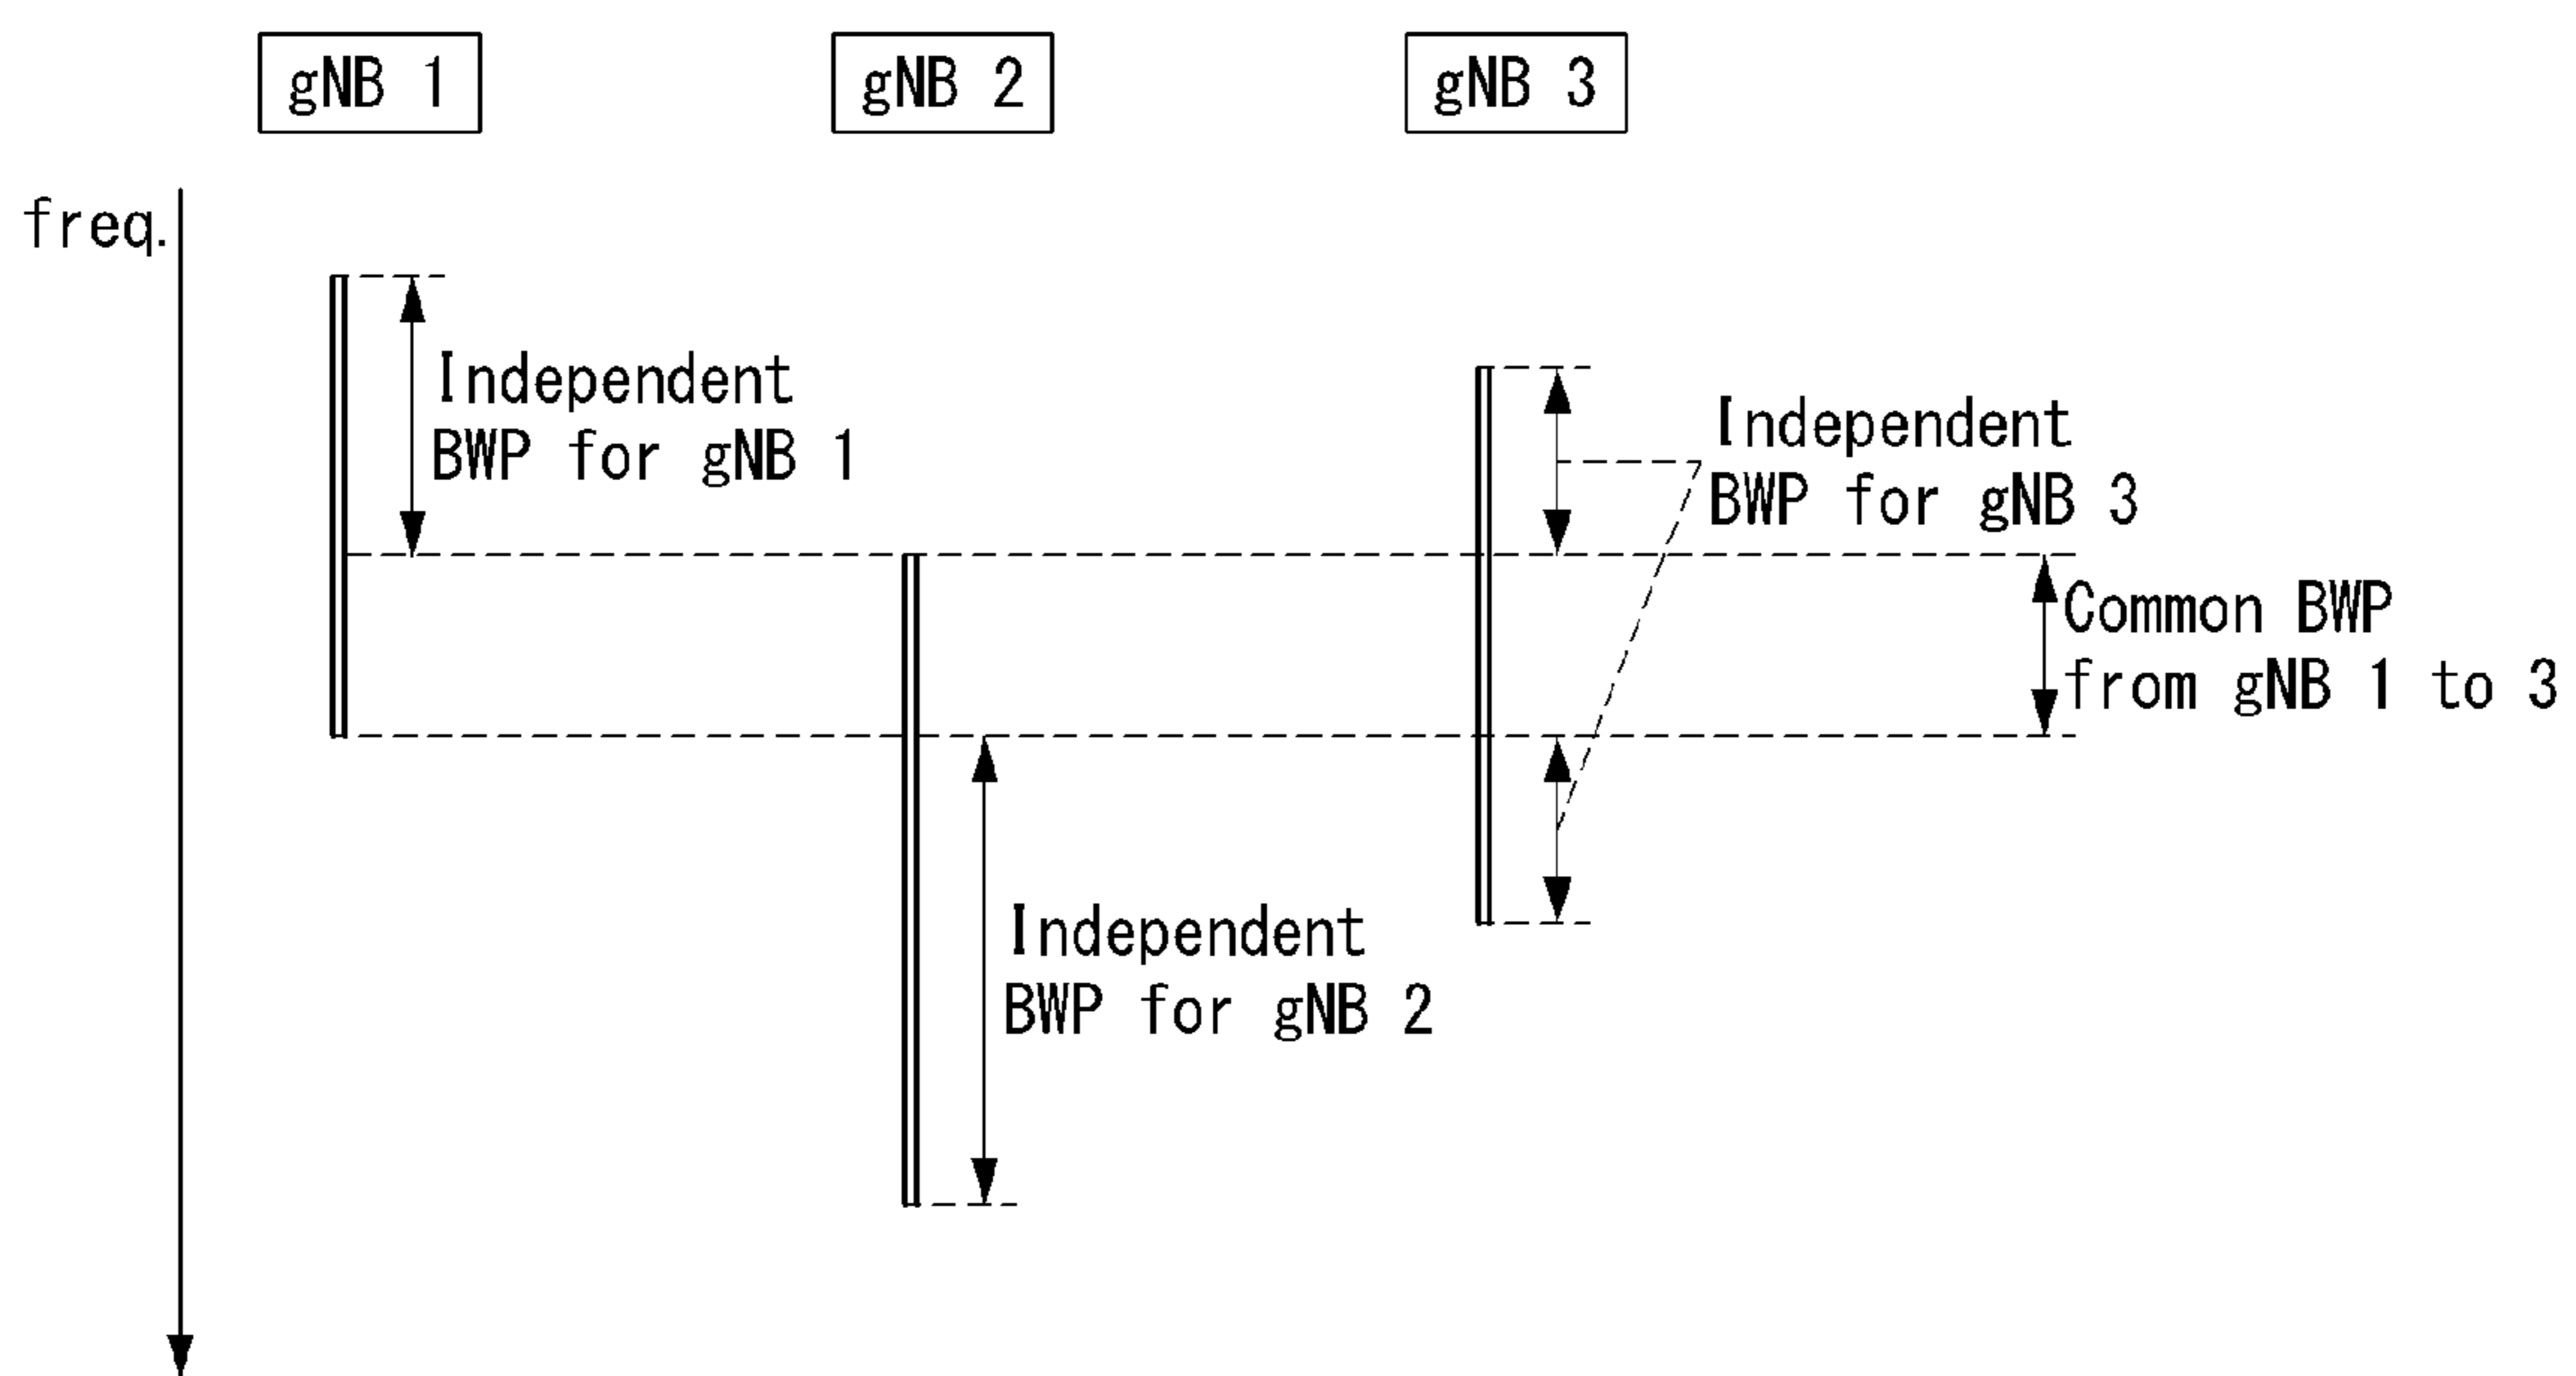 gNB 1
gNB 2
gNB 3
freq.
Independent
BWP for gNB 1
Independent
BWP for gNB 3
Common BWP
from gNB 1 to 3
Independent
BWP for gNB 2